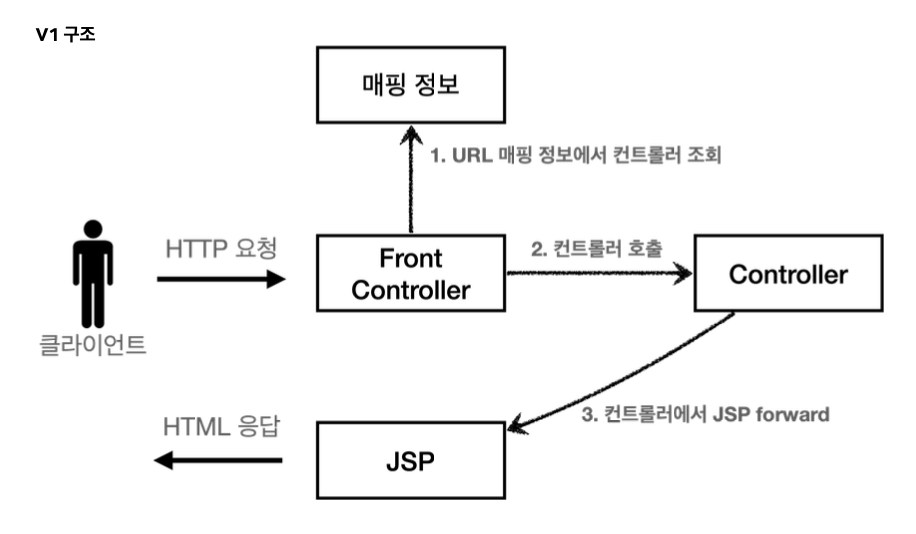 V1 구조
매핑 정보
1. URL 매핑 정보에서 컨트롤러 조회
HTTP 요청
Front
Controller
2. 컨트롤러 호출
Controller
클라이언트
3. 컨트롤러에서 JSP forward
HTML 응답
JSP